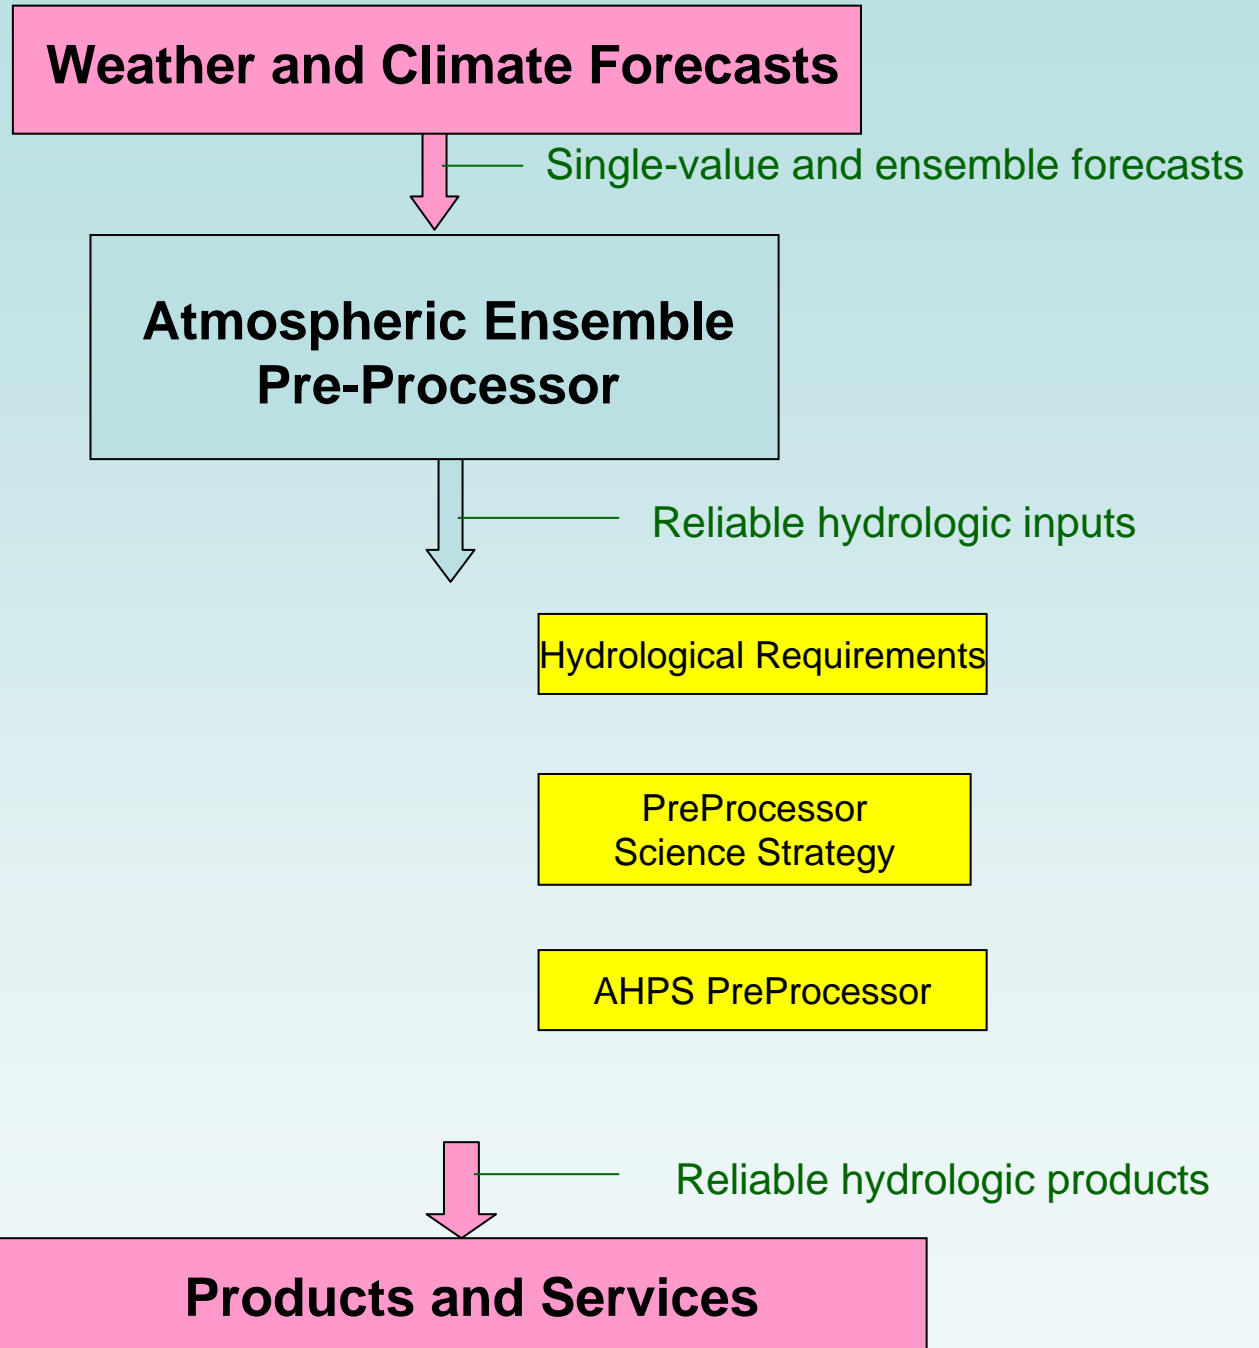 Weather and Climate Forecasts
Single-value and ensemble forecasts
Atmospheric Ensemble
Pre-Processor
Reliable hydrologic inputs
Hydrological Requirements
PreProcessor
Science Strategy
AHPS PreProcessor
Reliable hydrologic products
Products and Services